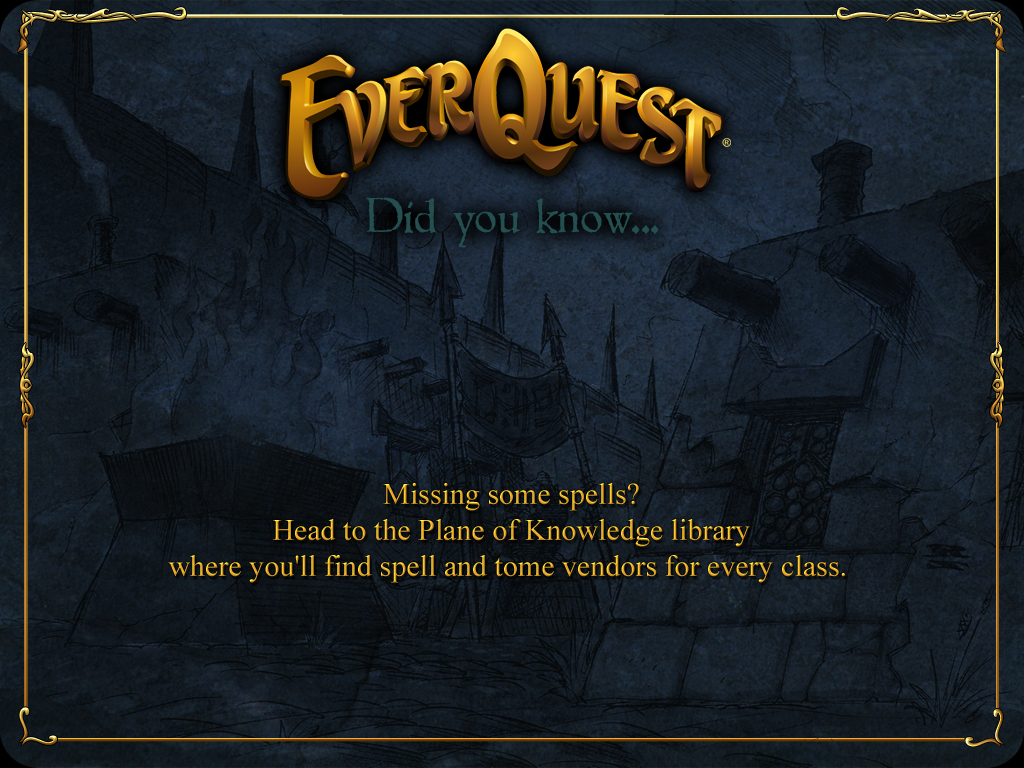 EverQuest®
Did you know...
Missing some spells?
Head to the Plane of Knowledge library
where you'll find spell and tome vendors for every class.